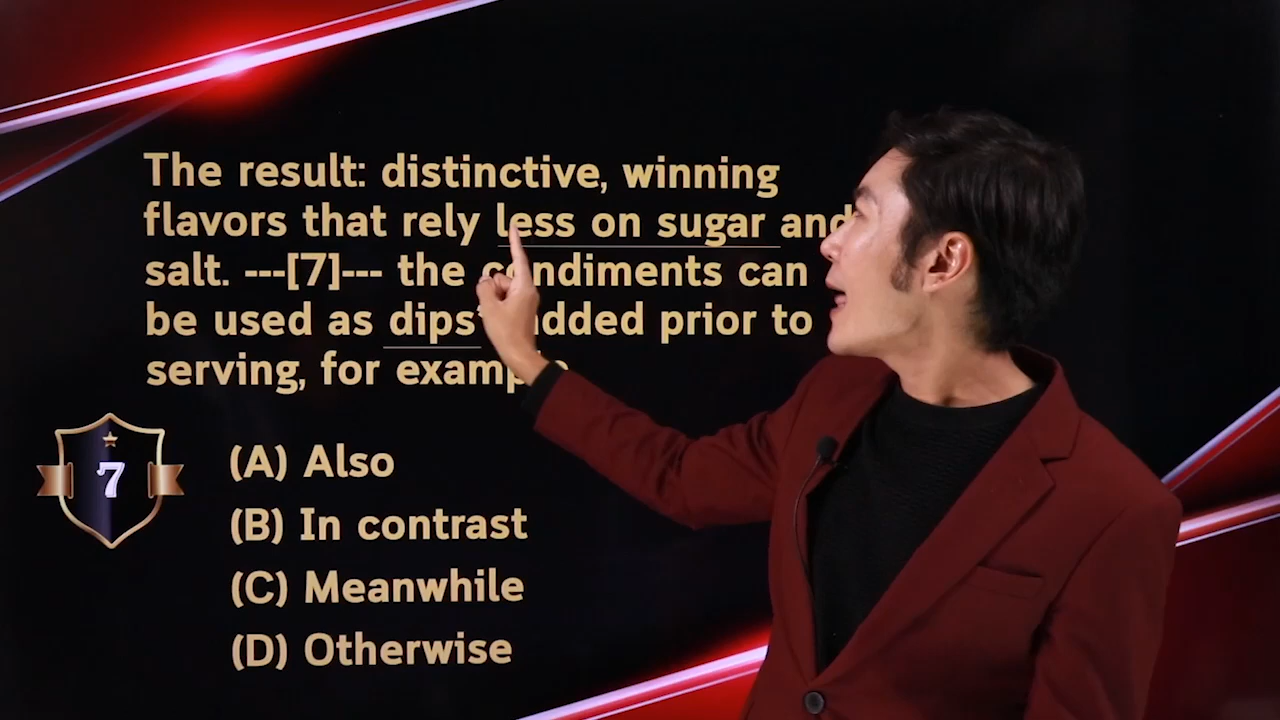 The result: distinctive, winning
flavors that rely less on sugar and
salt. ---[7]--- the condiments can
be used as dips added prior to
serving, for
7
(A) Also
(B) In contrast
(C) Meanwhile
(D) Otherwise